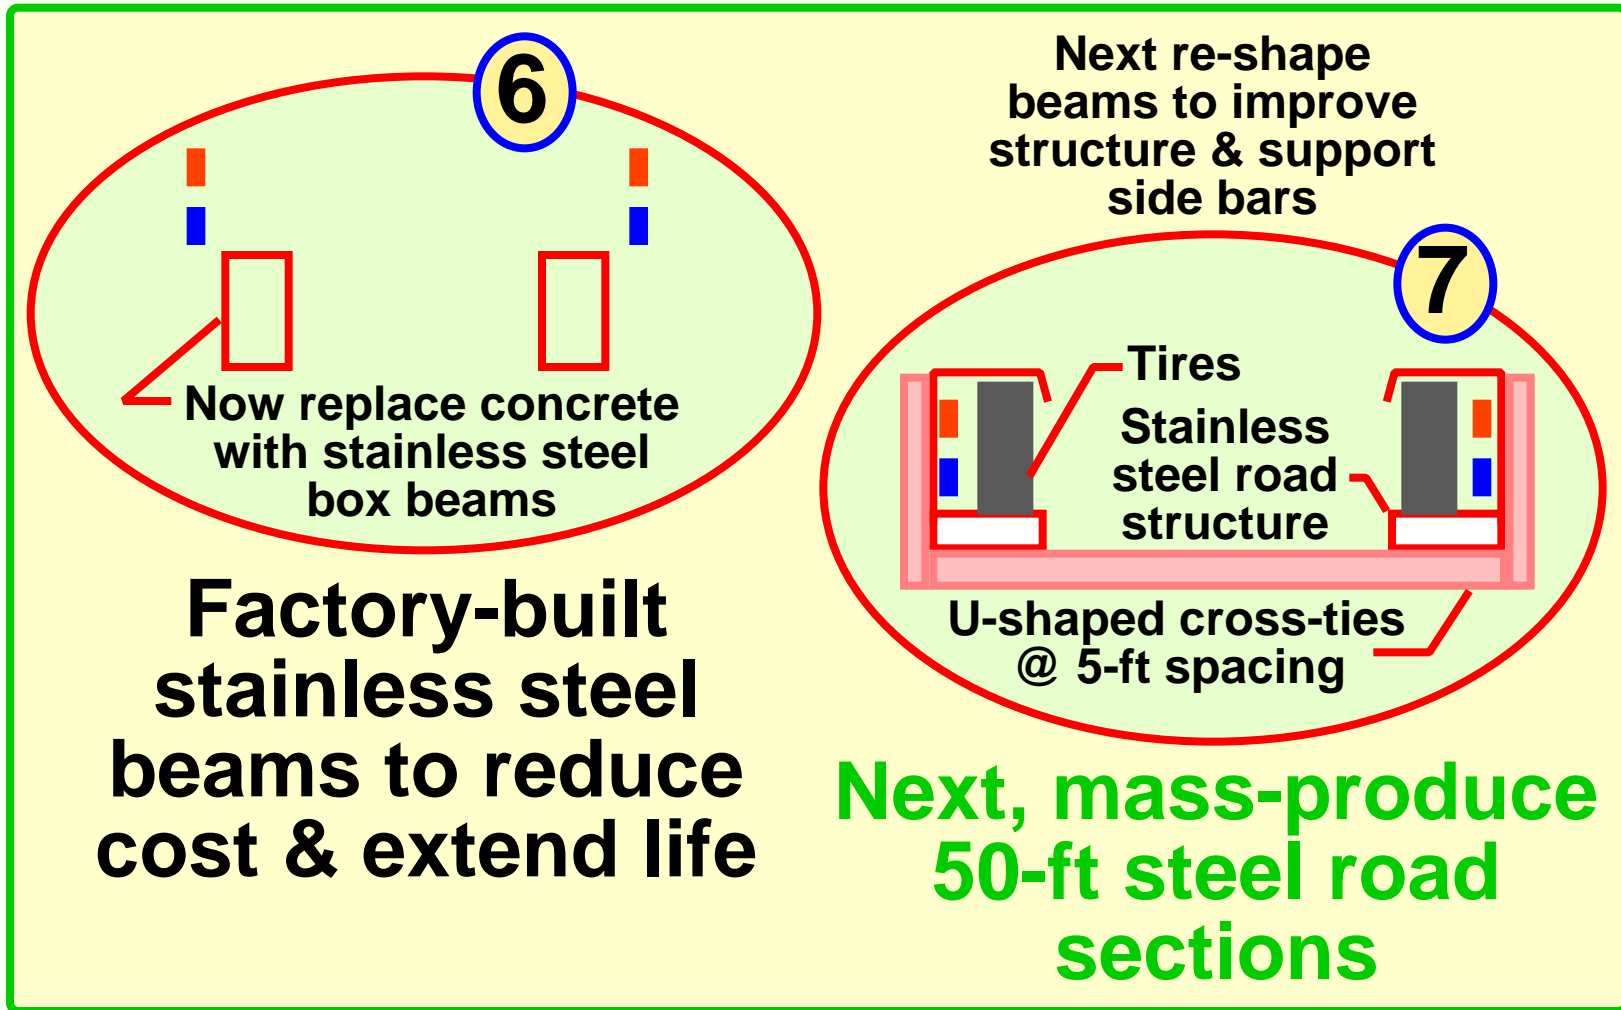 6
Now replace concrete
with stainless steel
box beams
Factory-built
stainless steel
beams to reduce
cost & extend life
Next re-shape
beams to improve
structure & support
side bars
7
Tires
Stainless
steel road
structure
U-shaped cross-ties
@ 5-ft spacing
Next, mass-produce
50-ft steel road
sections